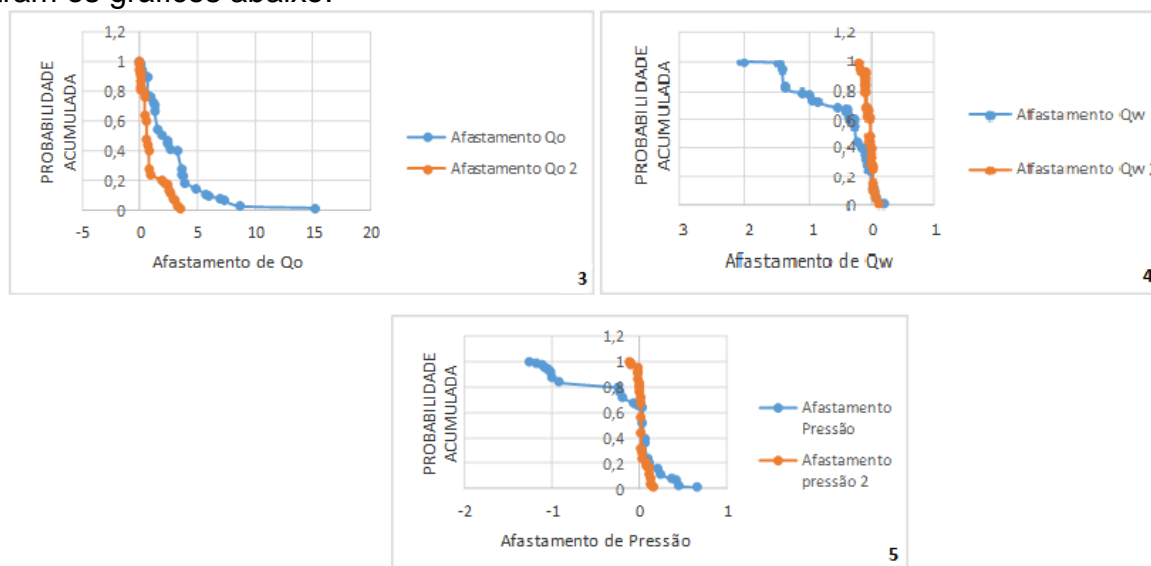 1,2
1
0,8
0,6
0,4
0,2
0
-5
0
5
10
15
20
PROBABILIDADE
ACUMULADA
Afastamento de Qo
Afastamento Qo
Afastamento Qo 2
3
1,2
1
0,8
0,6
0,4
0,2
0
3
2
1
0
1
PROBABILIDADE
ACUMULADA
Afastamento de Qw
Afastamento Qw
Afastamento Qw 2
4
1,2
1
0,8
0,6
0,4
0,2
0
-2
-1
0
1
PROBABILIDADE
ACUMULADA
Afastamento de Pressão
Afastamento
Pressão
Afastamento
pressão 2
5